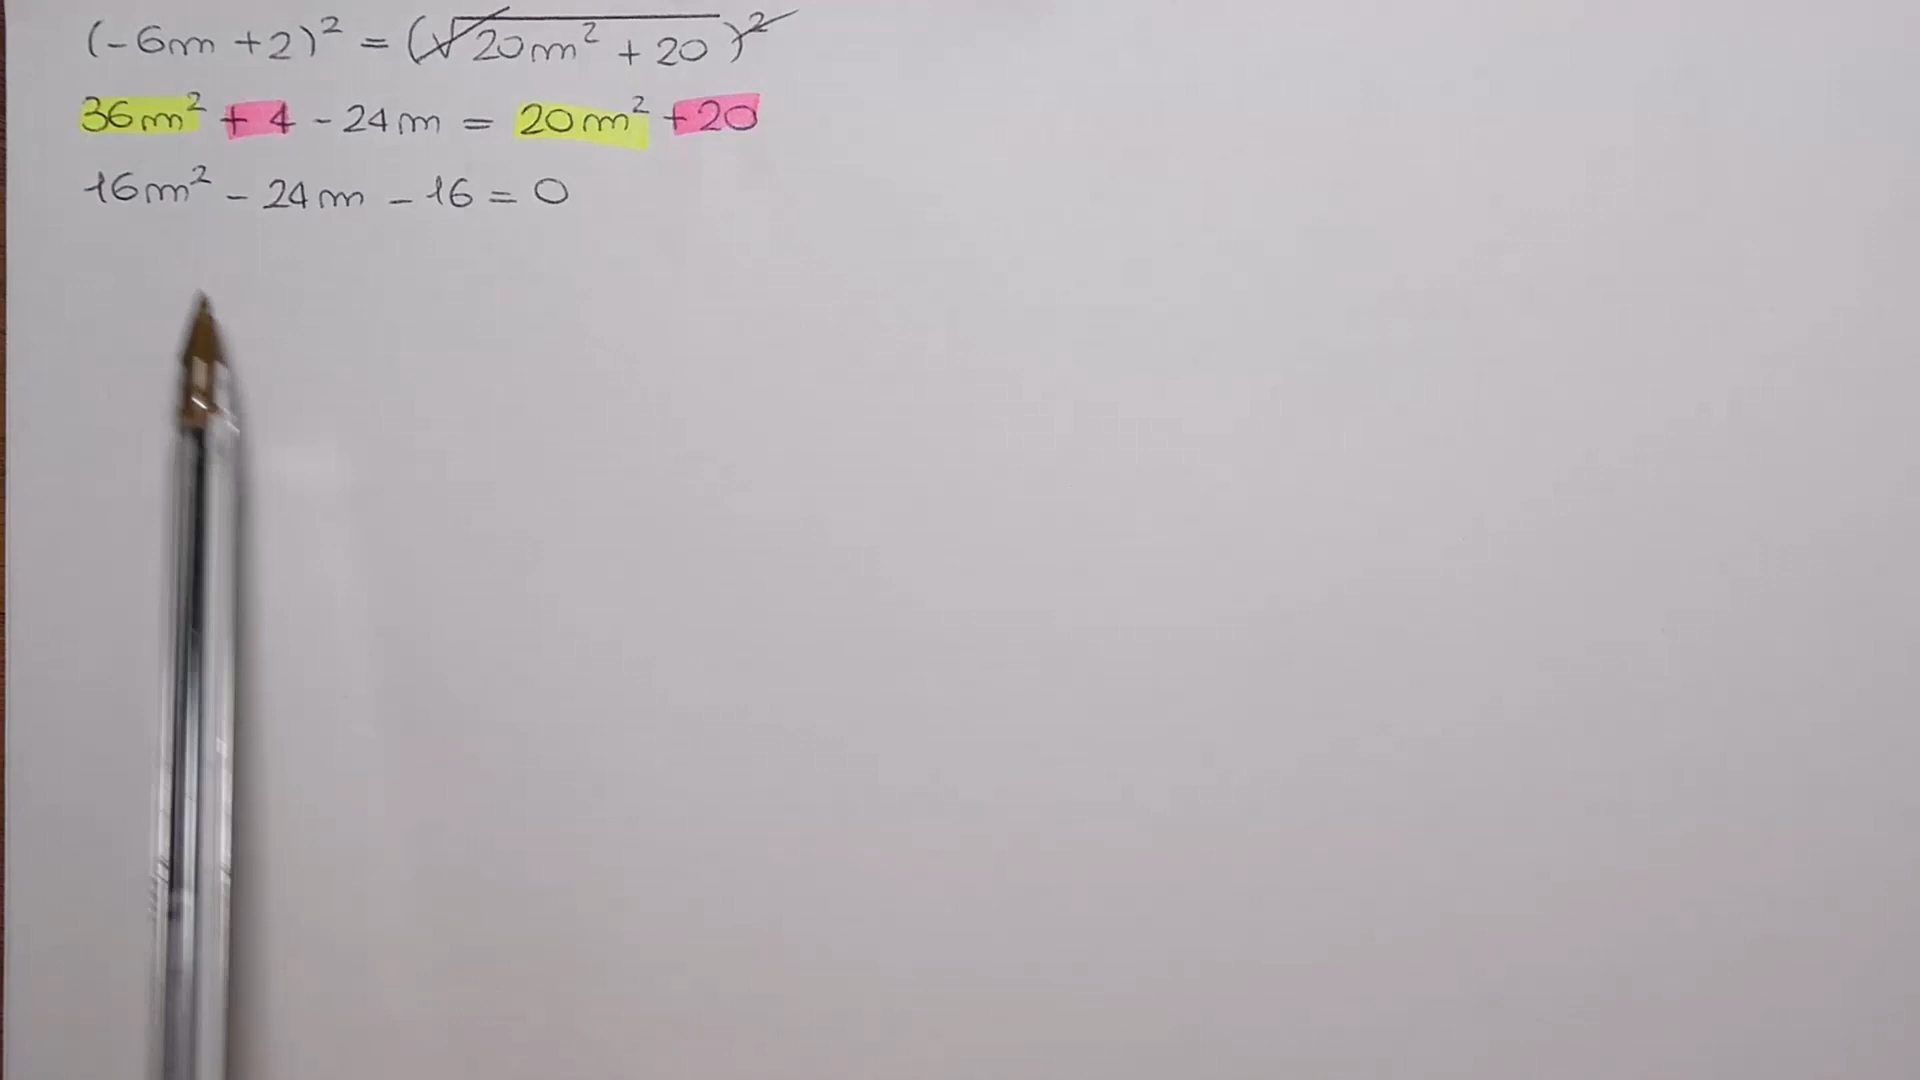 (-6m +2)² = (√20m² + 20)²
36m² + 4 - 24m = 20m² + 20
16m² - 24m - 16 = 0